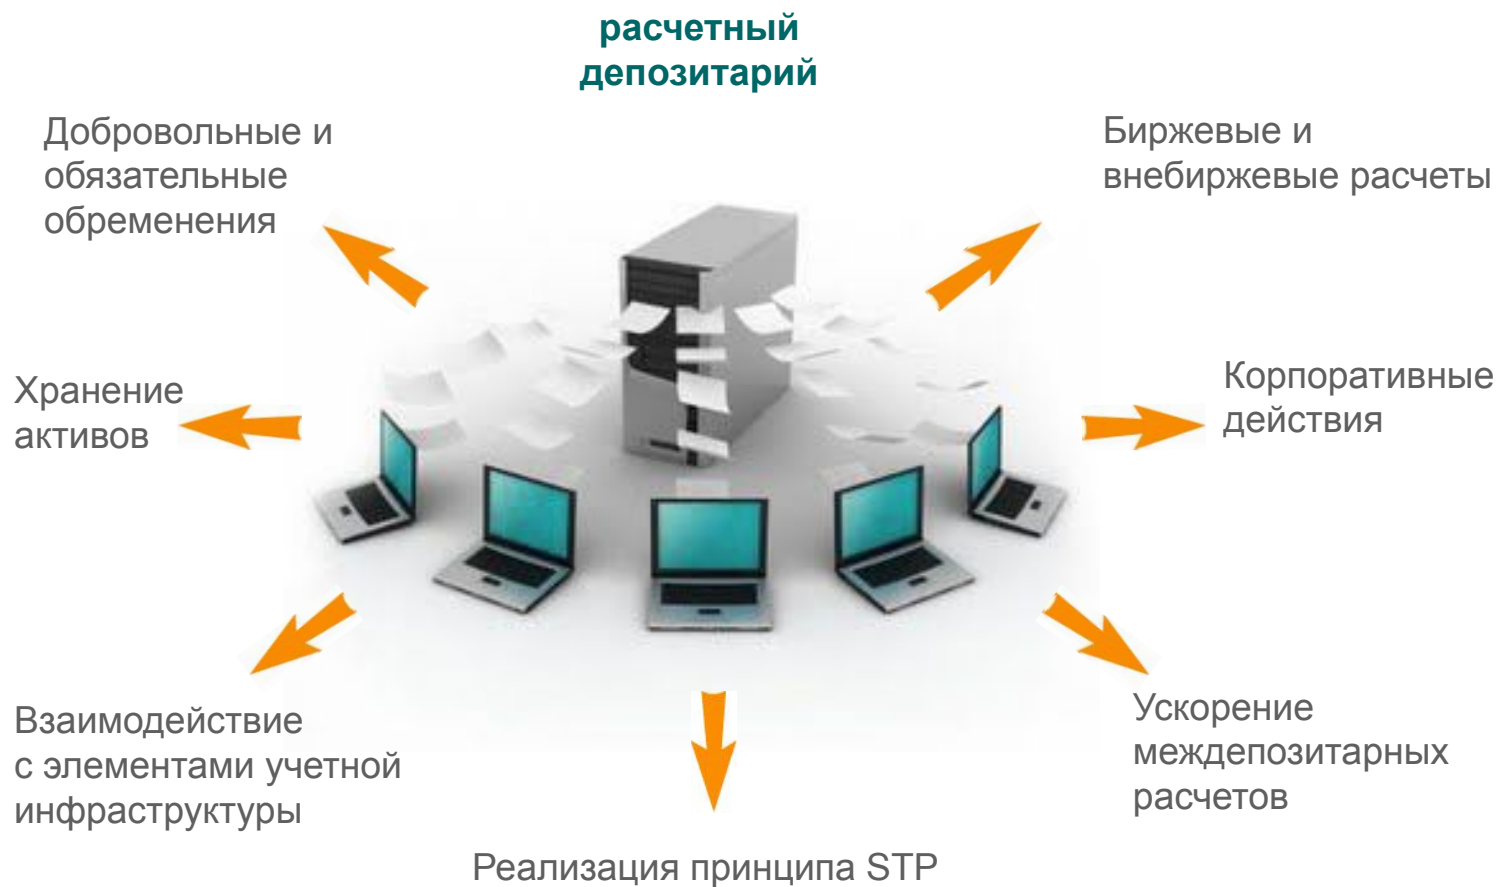 расчетный
депозитарий
Добровольные и
обязательные
обременения
Биржевые и
внебиржевые расчеты
Хранение
активов
Корпоративные
действия
Взаимодействие
с элементами учетной
инфраструктуры
Ускорение
междепозитарных
расчетов
Реализация принципа STP